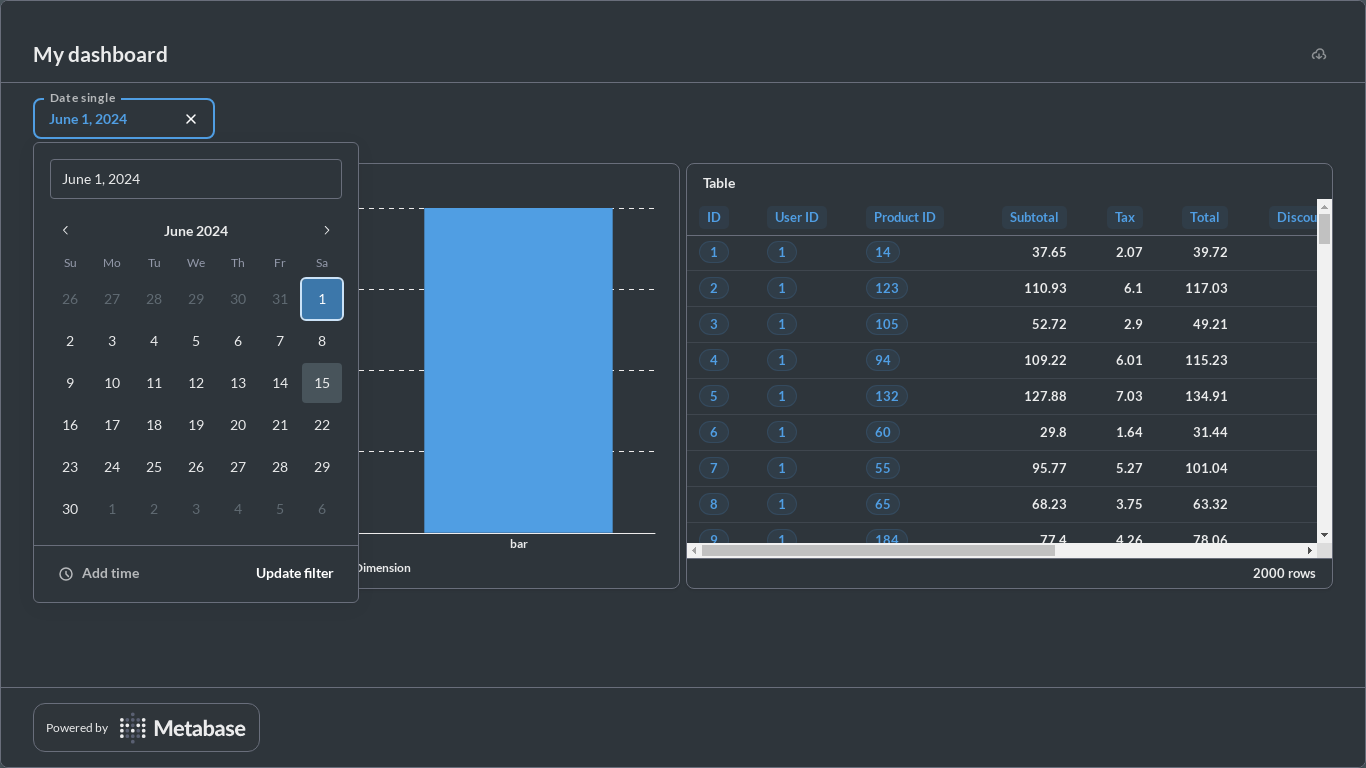 My dashboard
Date single
June 1, 2024
June 1, 2024
June 2024
Su Mo Tu We Th Fr Sa
26 27 28 29 30 31 1
2 3 4 5 6 7 8
9 10 11 12 13 14 15
16 17 18 19 20 21 22
23 24 25 26 27 28 29
30 1 2 3 4 5 6
Add time Update filter
bar
Dimension
Table
ID User ID Product ID Subtotal Tax Total Discou
1 1 14 37.65 2.07 39.72
2 1 123 110.93 6.1 117.03
3 1 105 52.72 2.9 49.21
4 1 94 109.22 6.01 115.23
5 1 132 127.88 7.03 134.91
6 1 60 29.8 1.64 31.44
7 1 55 95.77 5.27 101.04
8 1 65 68.23 3.75 63.32
9 1 184 77.4 4.26 78.06
2000 rows
Powered by Metabase